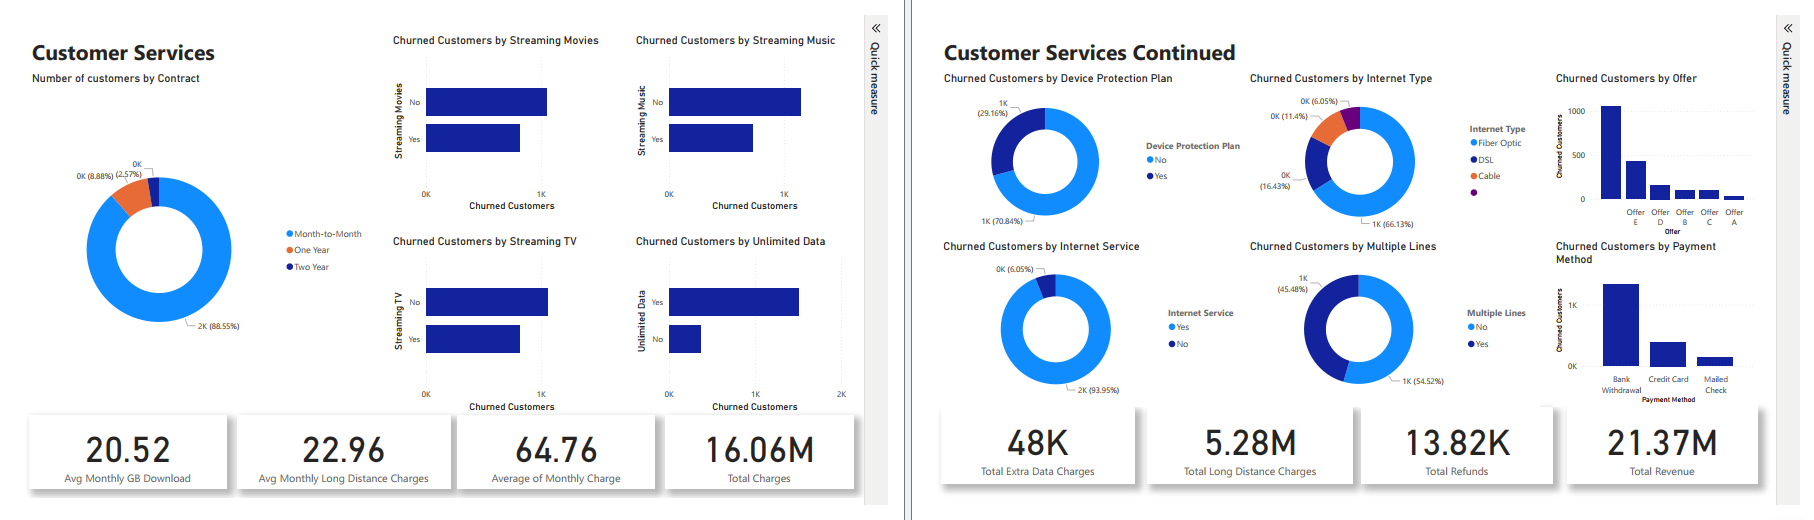 Customer Services
Number of customers by Contract
0K
0K (8.88%)
(2.57%)
2K (88.55%)
Month-to-Month
One Year
Two Year
Churned Customers by Streaming Movies
Streaming Movies
No
Yes
0K
1K
Churned Customers
Churned Customers by Streaming Music
Streaming Music
No
Yes
0K
1K
Churned Customers
Churned Customers by Streaming TV
Streaming TV
No
Yes
0K
1K
Churned Customers
Churned Customers by Unlimited Data
Unlimited Data
Yes
No
0K
1K
2K
Churned Customers
20.52
Avg Monthly GB Download
22.96
Avg Monthly Long Distance Charges
64.76
Average of Monthly Charge
16.06M
Total Charges
Quick measure
Customer Services Continued
Churned Customers by Device Protection Plan
1K
(29.16%)
1K (70.84%)
Device Protection Plan
No
Yes
Churned Customers by Internet Type
0K (6.05%)
0K (11.4%)
0K
(16.43%)
1K (66.13%)
Internet Type
Fiber Optic
DSL
Cable
Churned Customers by Offer
Churned Customers
1000
500
0
Offer
E
Offer
D
Offer
B
Offer
C
Offer
A
Offer
Churned Customers by Internet Service
0K (6.05%)
2K (93.95%)
Internet Service
Yes
No
Churned Customers by Multiple Lines
1K
(45.48%)
1K (54.52%)
Multiple Lines
No
Yes
Churned Customers by Payment
Method
Churned Customers
1K
0K
Bank
Withdrawal
Credit Card
Mailed
Check
Payment Method
48K
Total Extra Data Charges
5.28M
Total Long Distance Charges
13.82K
Total Refunds
21.37M
Total Revenue
Quick measure